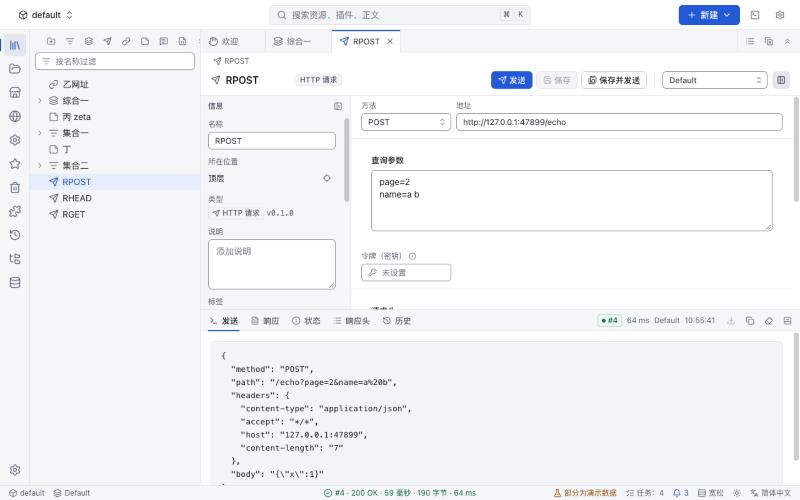 default
搜索资源、插件、正文
⌘ K
新建
欢迎
综合一
RPOST
按名称过滤
乙网址
综合一
丙 zeta
集合一
丁
集合二
RPOST
RHEAD
RGET
RPOST
RPOST
HTTP 请求
发送
保存
保存并发送
Default
信息
名称
RPOST
所在位置
顶层
类型
HTTP 请求 v0.1.0
说明
添加说明
标签
方法
地址
POST
http://127.0.0.1:47899/echo
查询参数
page=2
name=a b
令牌（密钥）
未设置
发送
响应
状态
响应头
历史
#4
64 ms
Default
10:55:41
{
"method": "POST",
"path": "/echo?page=2&name=a%20b",
"headers": {
"content-type": "application/json",
"accept": "*/*",
"host": "127.0.0.1:47899",
"content-length": "7"
},
"body": "{\"x\":1}"
default
Default
#4 · 200 OK · 59 毫秒 · 190 字节 · 64 ms
部分为演示数据
任务: 4
3
宽松
简体中文